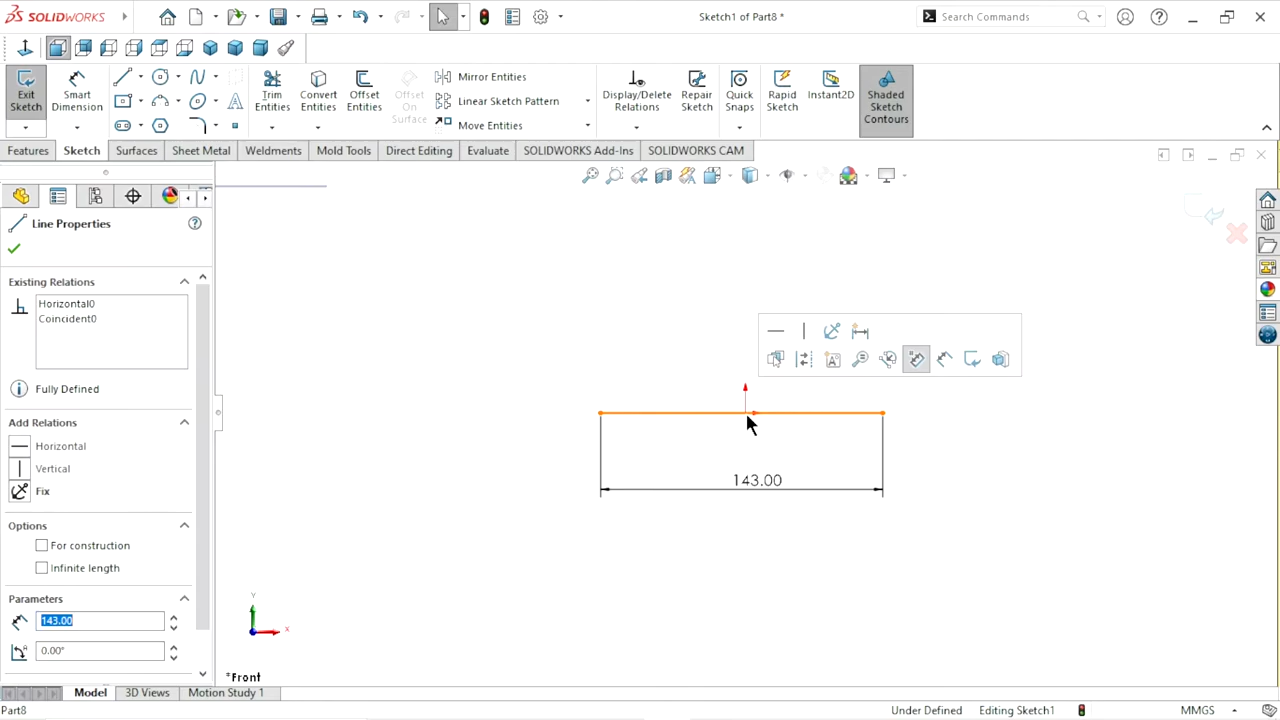 SOLIDWORKS
Sketch1 of Part8 *
Search Commands
Exit Sketch
Smart Dimension
Trim Entities
Convert Entities
Offset Entities
Offset On Surface
Mirror Entities
Linear Sketch Pattern
Move Entities
Display/Delete Relations
Repair Sketch
Quick Snaps
Rapid Sketch
Instant2D
Shaded Sketch Contours
Features
Sketch
Surfaces
Sheet Metal
Weldments
Mold Tools
Direct Editing
Evaluate
SOLIDWORKS Add-Ins
SOLIDWORKS CAM
Line Properties
Existing Relations
Horizontal0
Coincident0
Fully Defined
Add Relations
Horizontal
Vertical
Fix
Options
For construction
Infinite length
Parameters
143.00
0.00°
143.00
Y
X
*Front
Model
3D Views
Motion Study 1
Part8
Under Defined
Editing Sketch1
MMGS